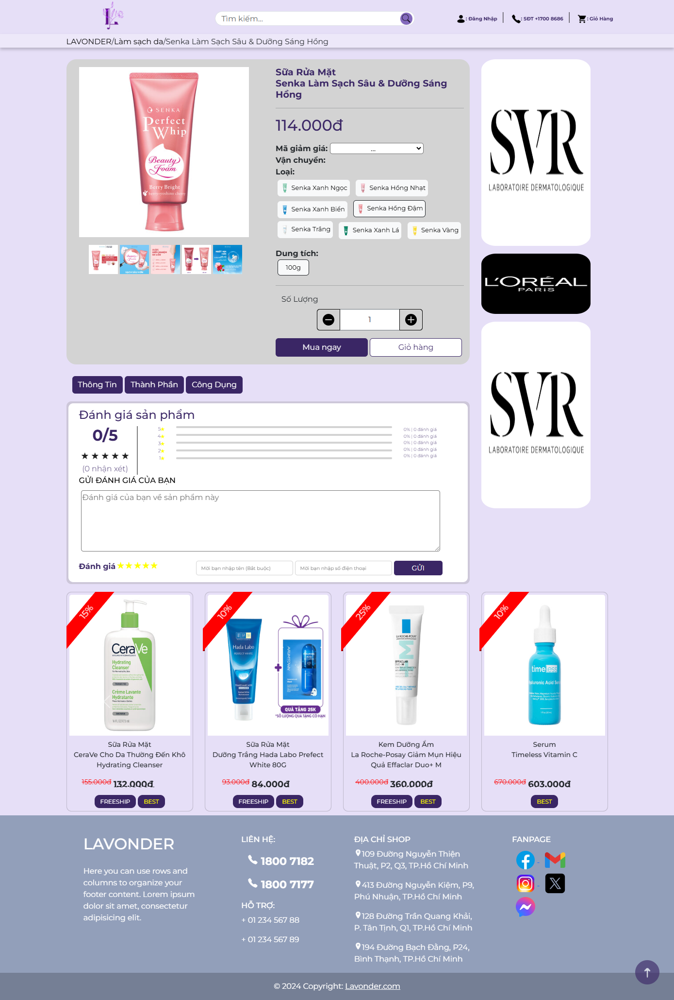 Tìm kiếm...
: Đăng Nhập
: SĐT +1700 8686
: Giỏ Hàng
LAVONDER/Làm sạch da/Senka Làm Sạch Sâu & Dưỡng Sáng Hồng
SENKA
Perfect
Whip
Beauty
Foam
Berry Bright
berry+yoshino cherry
Sữa Rửa Mặt
Senka Làm Sạch Sâu & Dưỡng Sáng
Hồng
114.000đ
Mã giảm giá: ...
Vận chuyển:
Loại:
Senka Xanh Ngọc
Senka Hồng Nhạt
Senka Xanh Biển
Senka Hồng Đậm
Senka Trắng
Senka Xanh Lá
Senka Vàng
Dung tích:
100g
Số Lượng
1
Mua ngay
Giỏ hàng
SVR
LABORATOIRE DERMATOLOGIQUE
L'ORÉAL
PARIS
SVR
LABORATOIRE DERMATOLOGIQUE
Thông Tin
Thành Phần
Công Dụng
Đánh giá sản phẩm
0/5
★ ★ ★ ★ ★
(0 nhận xét)
5★ 0% | 0 đánh giá
4★ 0% | 0 đánh giá
3★ 0% | 0 đánh giá
2★ 0% | 0 đánh giá
1★ 0% | 0 đánh giá
GỬI ĐÁNH GIÁ CỦA BẠN
Đánh giá của bạn về sản phẩm này
Đánh giá ★★★★★
Mời bạn nhập tên (Bắt buộc)
Mời bạn nhập số điện thoại
GỬI
15%
CeraVe
Hydrating
Cleanser
Crème Lavante
Hydratante
Sữa Rửa Mặt
CeraVe Cho Da Thường Đến Khô
Hydrating Cleanser
155.000đ 132.000đ
FREESHIP
BEST
10%
Hada Labo
PERFECT WHITE
QUÀ TẶNG 25K
*SỐ LƯỢNG QUÀ TẶNG CÓ HẠN
Sữa Rửa Mặt
Dưỡng Trắng Hada Labo Prefect
White 80G
93.000đ 84.000đ
FREESHIP
BEST
25%
LA ROCHE-POSAY
+M
EFFACLAR
DUO+M
Kem Dưỡng Ẩm
La Roche-Posay Giảm Mụn Hiệu
Quả Effaclar Duo+ M
400.000đ 360.000đ
FREESHIP
BEST
10%
timeless
Serum
Timeless Vitamin C
670.000đ 603.000đ
BEST
LAVONDER
Here you can use rows and
columns to organize your
footer content. Lorem ipsum
dolor sit amet, consectetur
adipisicing elit.
LIÊN HỆ:
1800 7182
1800 7177
HỖ TRỢ:
+ 01 234 567 88
+ 01 234 567 89
ĐỊA CHỈ SHOP
109 Đường Nguyễn Thiện
Thuật, P2, Q3, TP.Hồ Chí Minh
413 Đường Nguyễn Kiệm, P9,
Phú Nhuận, TP.Hồ Chí Minh
128 Đường Trần Quang Khải,
P. Tân Tịnh, Q1, TP.Hồ Chí Minh
194 Đường Bạch Đằng, P24,
Bình Thạnh, TP.Hồ Chí Minh
FANPAGE
© 2024 Copyright: Lavonder.com